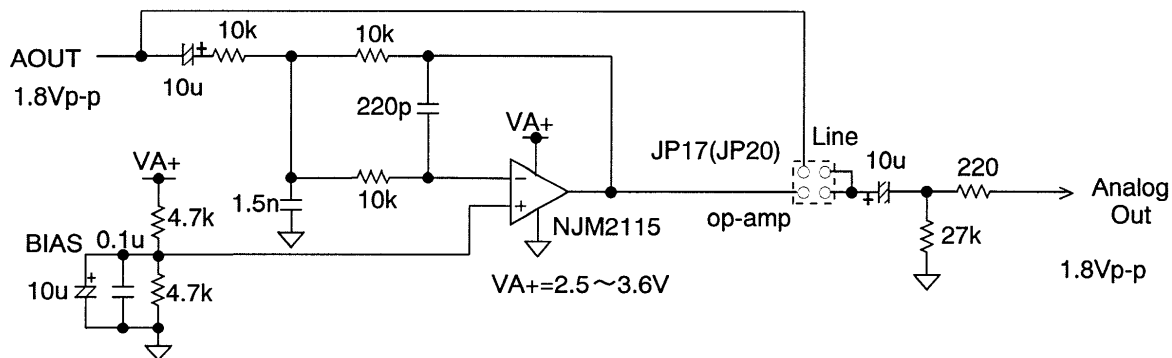 10k
10k
AOUT
+
10u
1.8Vp-p
220p
VA+
Line
JP17(JP20)
10u
220
VA+
10k
−
+
+
Analog
Out
1.5n
4.7k
op-amp
NJM2115
27k
BIAS
0.1u
VA+=2.5～3.6V
1.8Vp-p
+
10u
4.7k